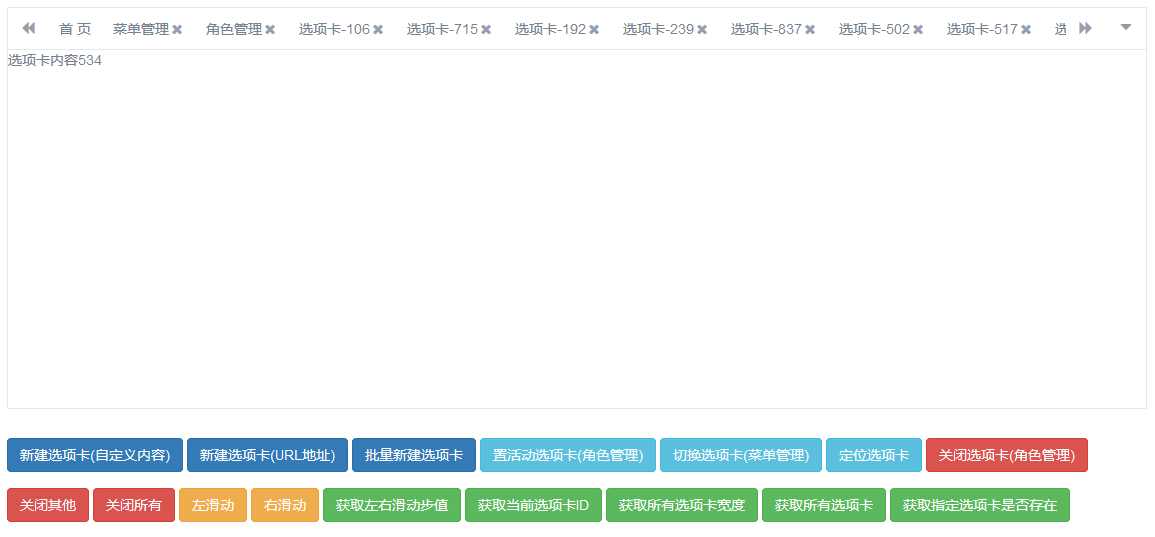 首 页 菜单管理 角色管理 选项卡-106 选项卡-715 选项卡-192 选项卡-239 选项卡-837 选项卡-502 选项卡-517 选
选项卡内容534
新建选项卡(自定义内容) 新建选项卡(URL地址) 批量新建选项卡 置活动选项卡(角色管理) 切换选项卡(菜单管理) 定位选项卡 关闭选项卡(角色管理)
关闭其他 关闭所有 左滑动 右滑动 获取左右滑动步值 获取当前选项卡ID 获取所有选项卡宽度 获取所有选项卡 获取指定选项卡是否存在